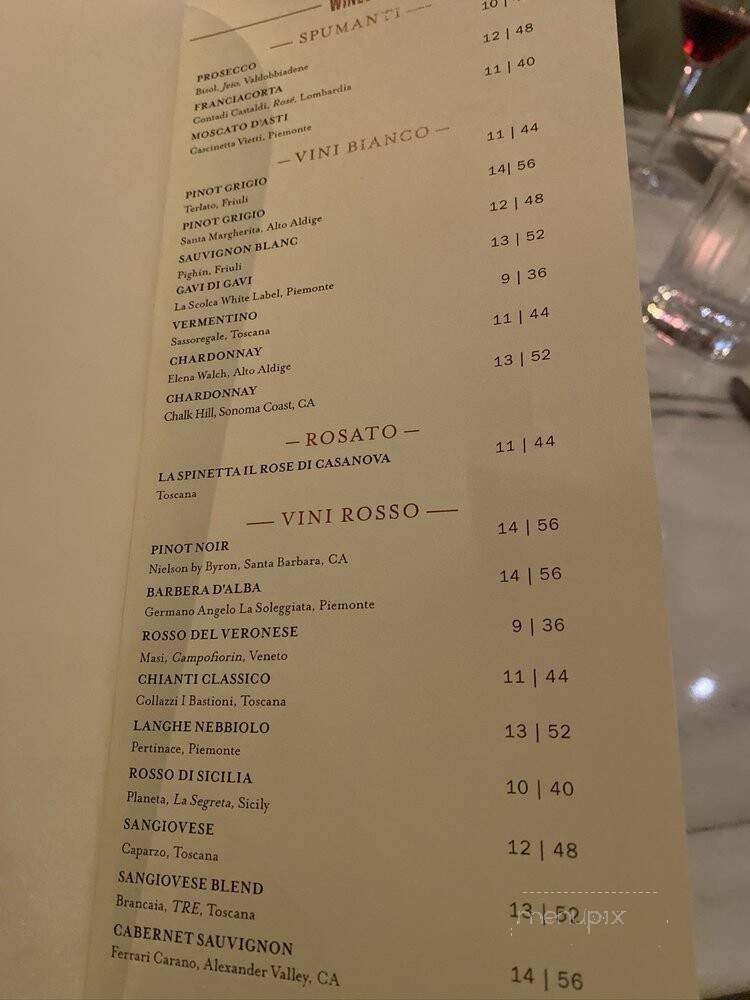 SPUMANTI
PROSECCO 10 |
Bisol, Jeio, Valdobbiadene
FRANCIACORTA 12 | 48
Contadi Castaldi, Rosé, Lombardia
MOSCATO D'ASTI 11 | 40
Cascinetta Vietti, Piemonte
VINI BIANCO
PINOT GRIGIO 11 | 44
Terlato, Friuli
PINOT GRIGIO 14| 56
Santa Margherita, Alto Aldige
SAUVIGNON BLANC 12 | 48
Pighin, Friuli
GAVI DI GAVI 13 | 52
La Scolca White Label, Piemonte
VERMENTINO 9 | 36
Sassoregale, Toscana
CHARDONNAY 11 | 44
Elena Walch, Alto Aldige
CHARDONNAY 13 | 52
Chalk Hill, Sonoma Coast, CA
ROSATO
LA SPINETTA IL ROSE DI CASANOVA 11 | 44
Toscana
VINI ROSSO
PINOT NOIR 14 | 56
Nielson by Byron, Santa Barbara, CA
BARBERA D'ALBA 14 | 56
Germano Angelo La Soleggiata, Piemonte
ROSSO DEL VERONESE 9 | 36
Masi, Campofiorin, Veneto
CHIANTI CLASSICO 11 | 44
Collazzi I Bastioni, Toscana
LANGHE NEBBIOLO 13 | 52
Pertinace, Piemonte
ROSSO DI SICILIA 10 | 40
Planeta, La Segreta, Sicily
SANGIOVESE 12 | 48
Caparzo, Toscana
SANGIOVESE BLEND 13 | 52
Brancaia, TRE, Toscana
CABERNET SAUVIGNON 14 | 56
Ferrari Carano, Alexander Valley, CA
menupix